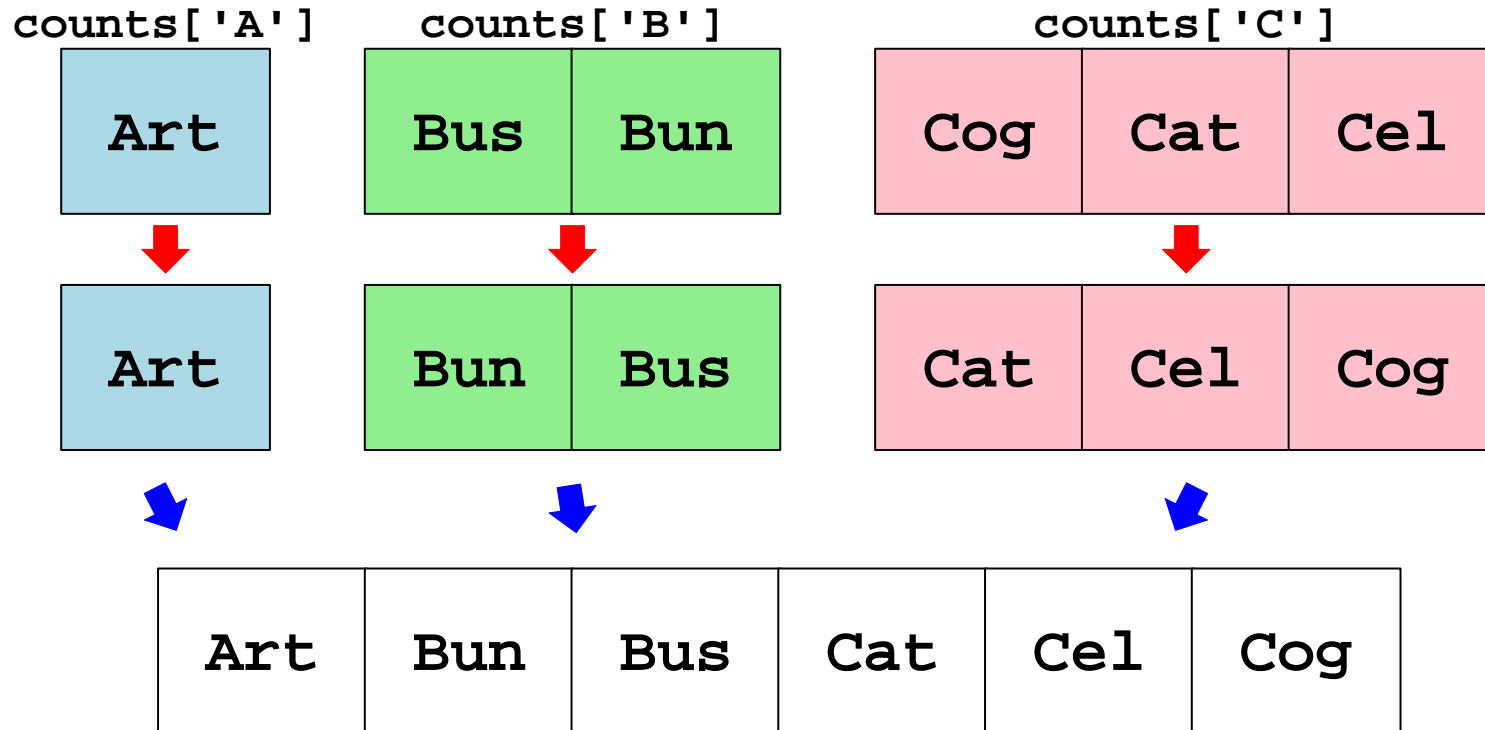 counts['A'] counts['B'] counts['C']
Art Bus Bun Cog Cat Cel
Art Bun Bus Cat Cel Cog
Art Bun Bus Cat Cel Cog